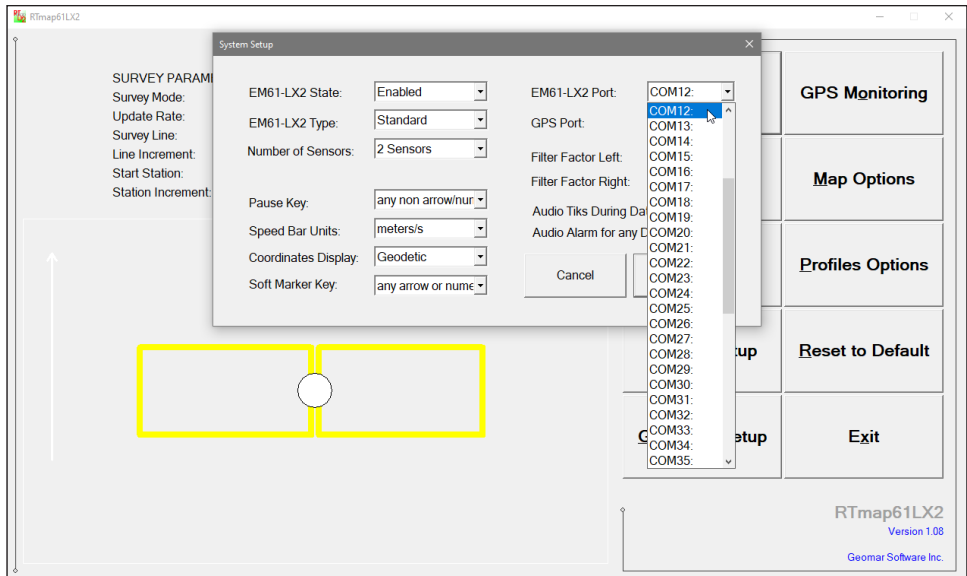 RTmap61LX2
System Setup
SURVEY PARAMI
Survey Mode:
Update Rate:
Survey Line:
Line Increment:
Start Station:
Station Increment:
EM61-LX2 State:
Enabled
EM61-LX2 Type:
Standard
Number of Sensors:
2 Sensors
Pause Key:
any non arrow/nur
Speed Bar Units:
meters/s
Coordinates Display:
Geodetic
Soft Marker Key:
any arrow or nume
EM61-LX2 Port:
COM12:
GPS Port:
Filter Factor Left:
Filter Factor Right:
Audio Tiks During Da
Audio Alarm for any D
Cancel
COM12:
COM13:
COM14:
COM15:
COM16:
COM17:
COM18:
COM19:
COM20:
COM21:
COM22:
COM23:
COM24:
COM25:
COM26:
COM27:
COM28:
COM29:
COM30:
COM31:
COM32:
COM33:
COM34:
COM35:
GPS Monitoring
Map Options
Profiles Options
tup
Reset to Default
G
etup
Exit
RTmap61LX2
Version 1.08
Geomar Software Inc.